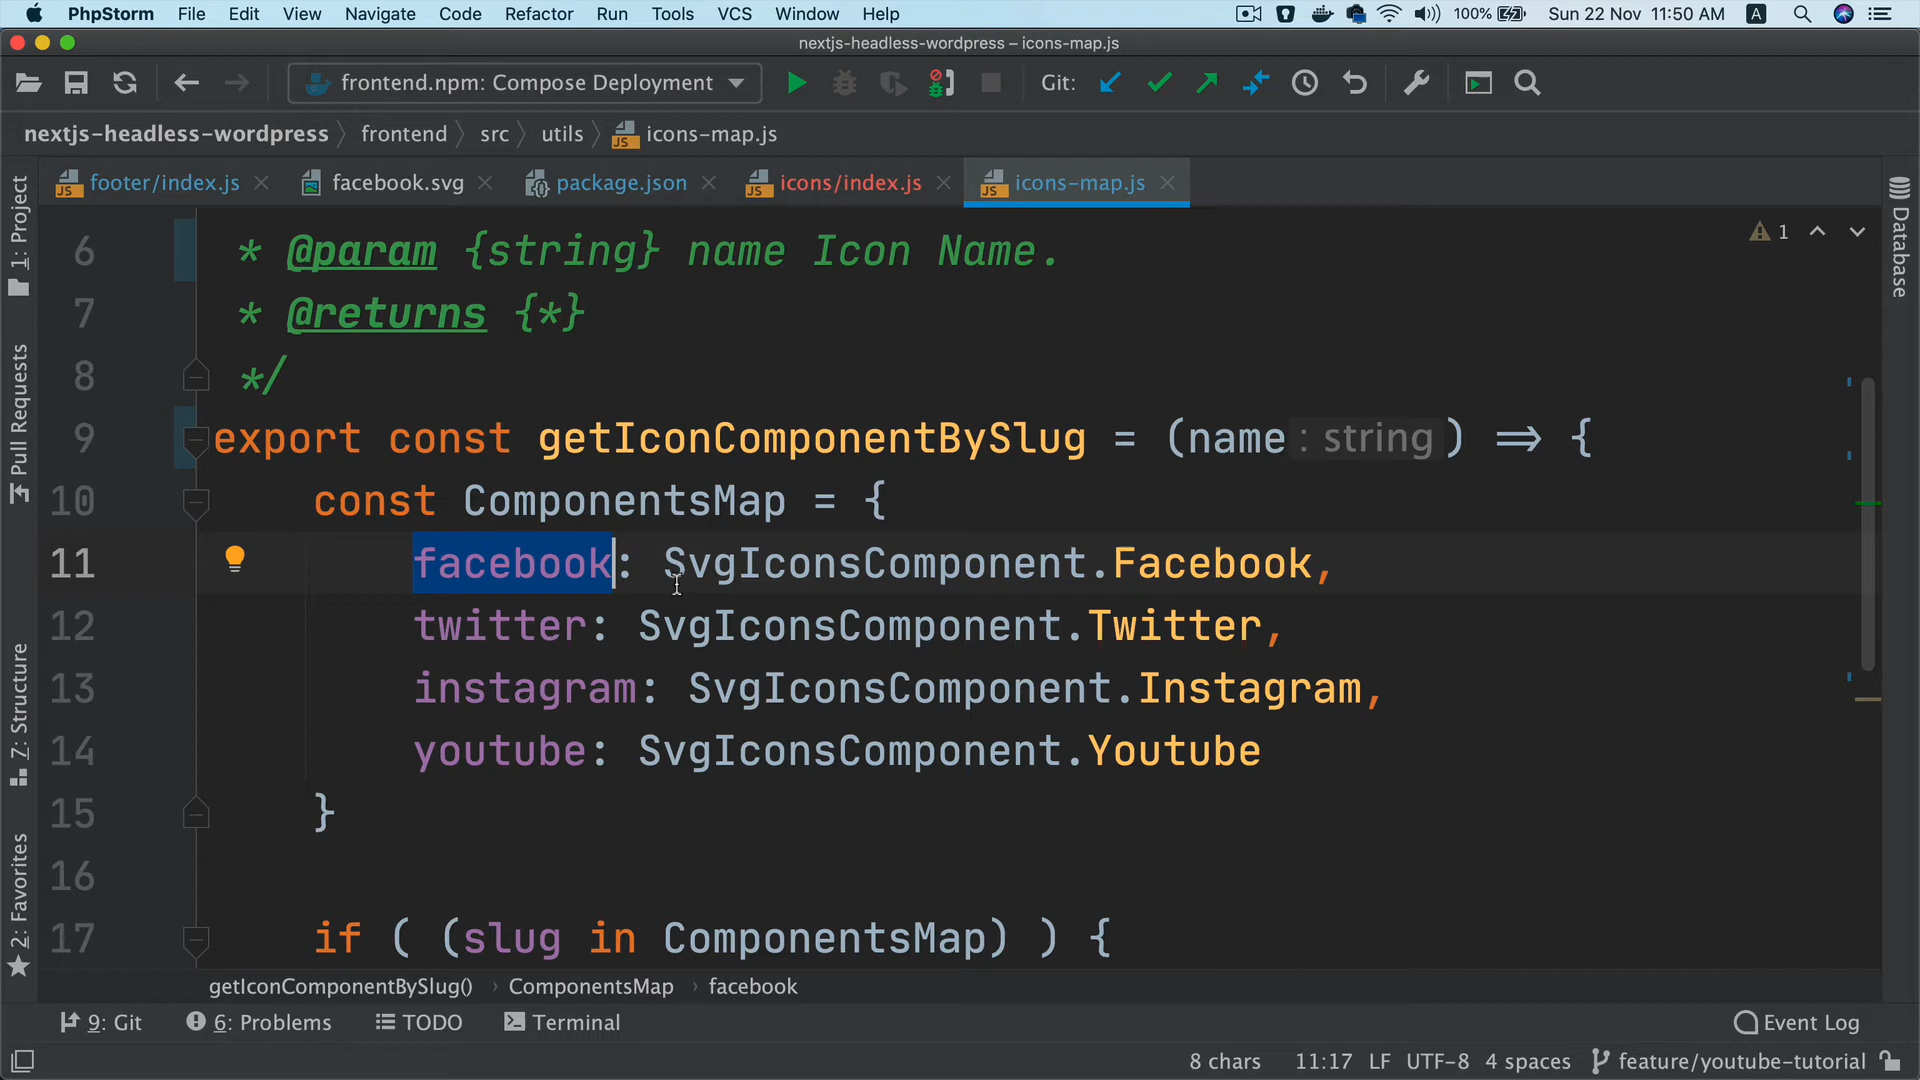 PhpStorm File Edit View Navigate Code Refactor Run Tools VCS Window Help 100% Sun 22 Nov 11:50 AM A
nextjs-headless-wordpress – icons-map.js
frontend.npm: Compose Deployment Git:
nextjs-headless-wordpress frontend src utils icons-map.js
footer/index.js facebook.svg package.json icons/index.js icons-map.js
1: Project
Pull Requests
Z: Structure
2: Favorites
Database
1
6 * @param {string} name Icon Name.
7 * @returns {*}
8 */
9 export const getIconComponentBySlug = (name : string ) => {
10 const ComponentsMap = {
11 facebook: SvgIconsComponent.Facebook,
12 twitter: SvgIconsComponent.Twitter,
13 instagram: SvgIconsComponent.Instagram,
14 youtube: SvgIconsComponent.Youtube
15 }
16
17 if ( (slug in ComponentsMap) ) {
getIconComponentBySlug() › ComponentsMap › facebook
9: Git 6: Problems TODO Terminal Event Log
8 chars 11:17 LF UTF-8 4 spaces feature/youtube-tutorial